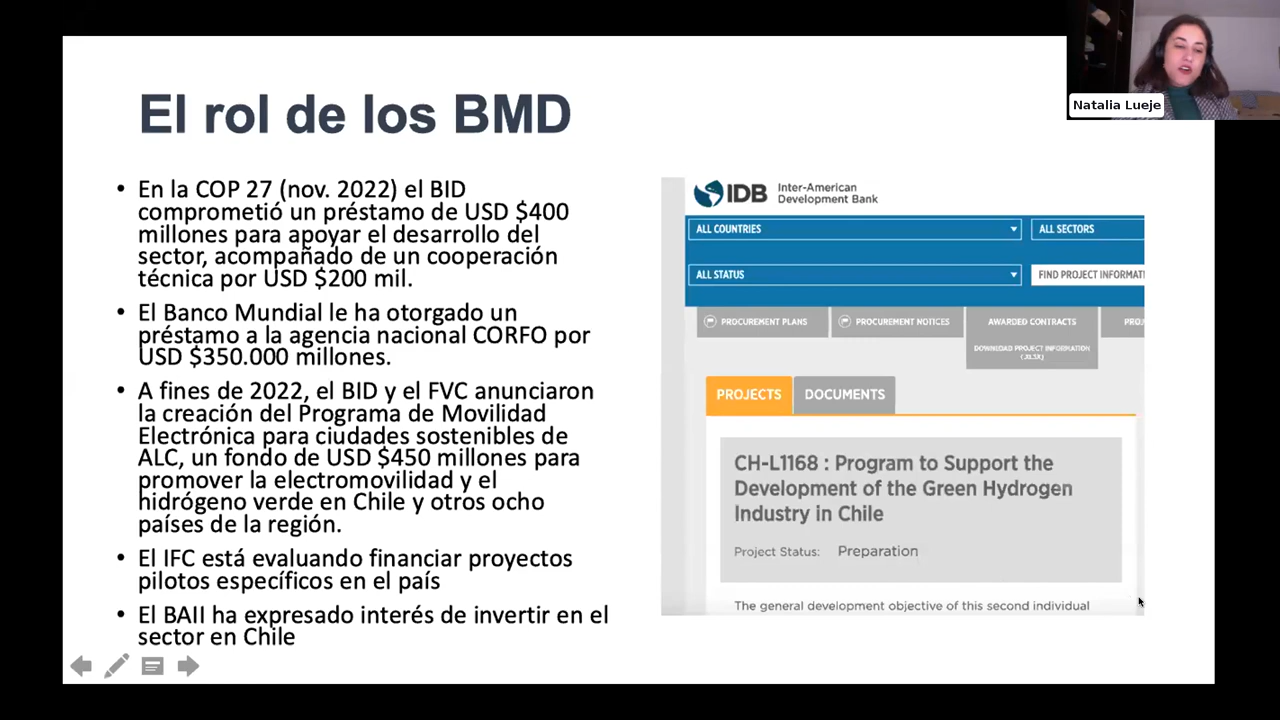 El rol de los BMD
• En la COP 27 (nov. 2022) el BID
comprometió un préstamo de USD $400
millones para apoyar el desarrollo del
sector, acompañado de un cooperación
técnica por USD $200 mil.
• El Banco Mundial le ha otorgado un
préstamo a la agencia nacional CORFO por
USD $350.000 millones.
• A fines de 2022, el BID y el FVC anunciaron
la creación del Programa de Movilidad
Electrónica para ciudades sostenibles de
ALC, un fondo de USD $450 millones para
promover la electromovilidad y el
hidrógeno verde en Chile y otros ocho
países de la región.
• El IFC está evaluando financiar proyectos
pilotos específicos en el país
• El BAII ha expresado interés de invertir en el
sector en Chile
IDB
Inter-American
Development Bank
ALL COUNTRIES
ALL SECTORS
ALL STATUS
FIND PROJECT INFORMATI
PROCUREMENT PLANS
PROCUREMENT NOTICES
AWARDED CONTRACTS
PROJ
DOWNLOAD PROJECT INFORMATION
(.XLSX)
PROJECTS
DOCUMENTS
CH-L1168 : Program to Support the
Development of the Green Hydrogen
Industry in Chile
Project Status: Preparation
The general development objective of this second individual
Natalia Lueje